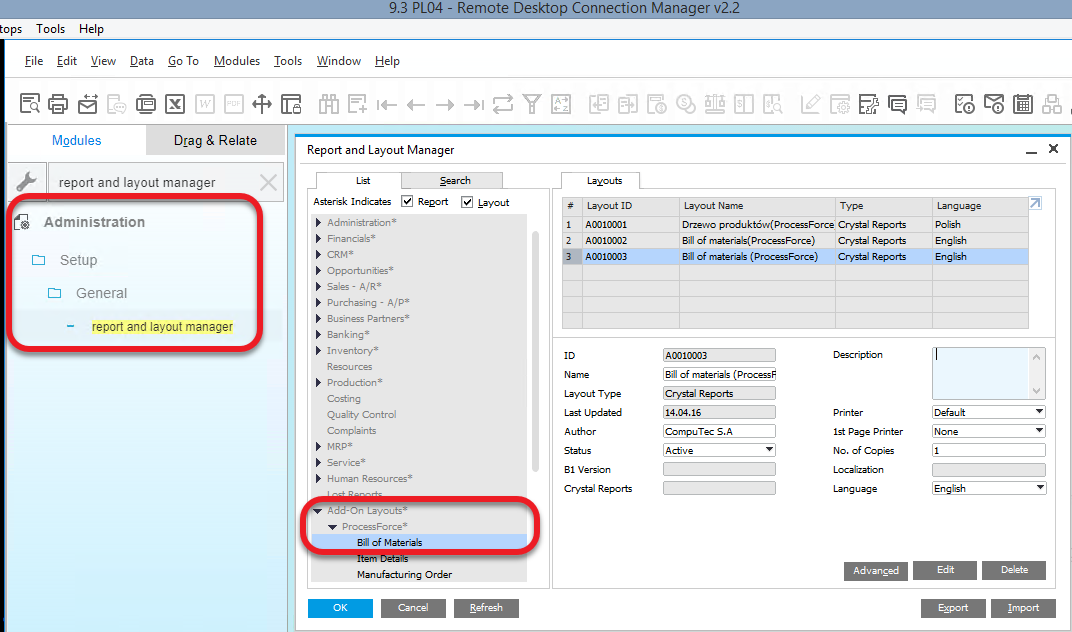 9.3 PL04 - Remote Desktop Connection Manager v2.2
tops Tools Help
File Edit View Data Go To Modules Tools Window Help
Modules Drag & Relate
report and layout manager
Administration
Setup
General
report and layout manager
Report and Layout Manager
List Search
Asterisk Indicates Report Layout
Administration*
Financials*
CRM*
Opportunities*
Sales - A/R*
Purchasing - A/P*
Business Partners*
Banking*
Inventory*
Resources
Production*
Costing
Quality Control
Complaints
MRP*
Service*
Human Resources*
Lost Reports
Add-On Layouts*
ProcessForce*
Bill of Materials
Item Details
Manufacturing Order
Layouts
# Layout ID Layout Name Type Language
1 A0010001 Drzewo produktów(ProcessForce Crystal Reports Polish
2 A0010002 Bill of materials(ProcessForce) Crystal Reports English
3 A0010003 Bill of materials (ProcessForce) Crystal Reports English
ID A0010003 Description
Name Bill of materials (ProcessF
Layout Type Crystal Reports
Last Updated 14.04.16 Printer Default
Author CompuTec S.A 1st Page Printer None
Status Active No. of Copies 1
B1 Version Localization
Crystal Reports Language English
Advanced Edit Delete
OK Cancel Refresh Export Import